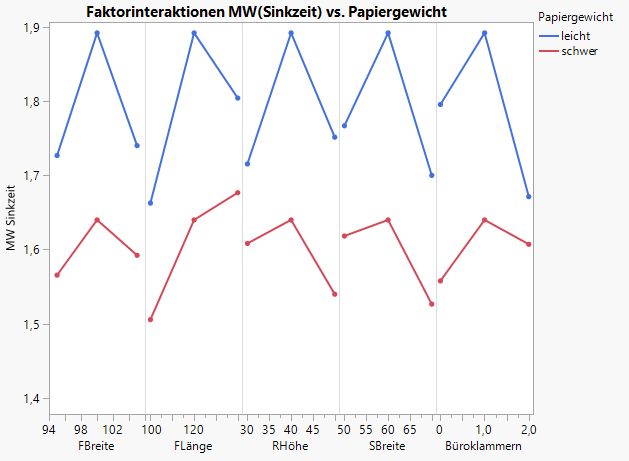 Faktorinteraktionen MW(Sinkzeit) vs. Papiergewicht
Papiergewicht
leicht
schwer
MW Sinkzeit
1,9
1,8
1,7
1,6
1,5
1,4
94 98 102 100 120 30 35 40 45 50 55 60 65 0 1,0 2,0
FBreite FLänge RHöhe SBreite Büroklammern